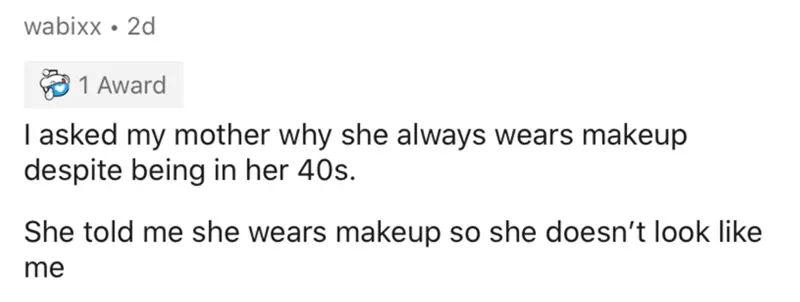 wabixx • 2d
1 Award
I asked my mother why she always wears makeup
despite being in her 40s.
She told me she wears makeup so she doesn’t look like
me